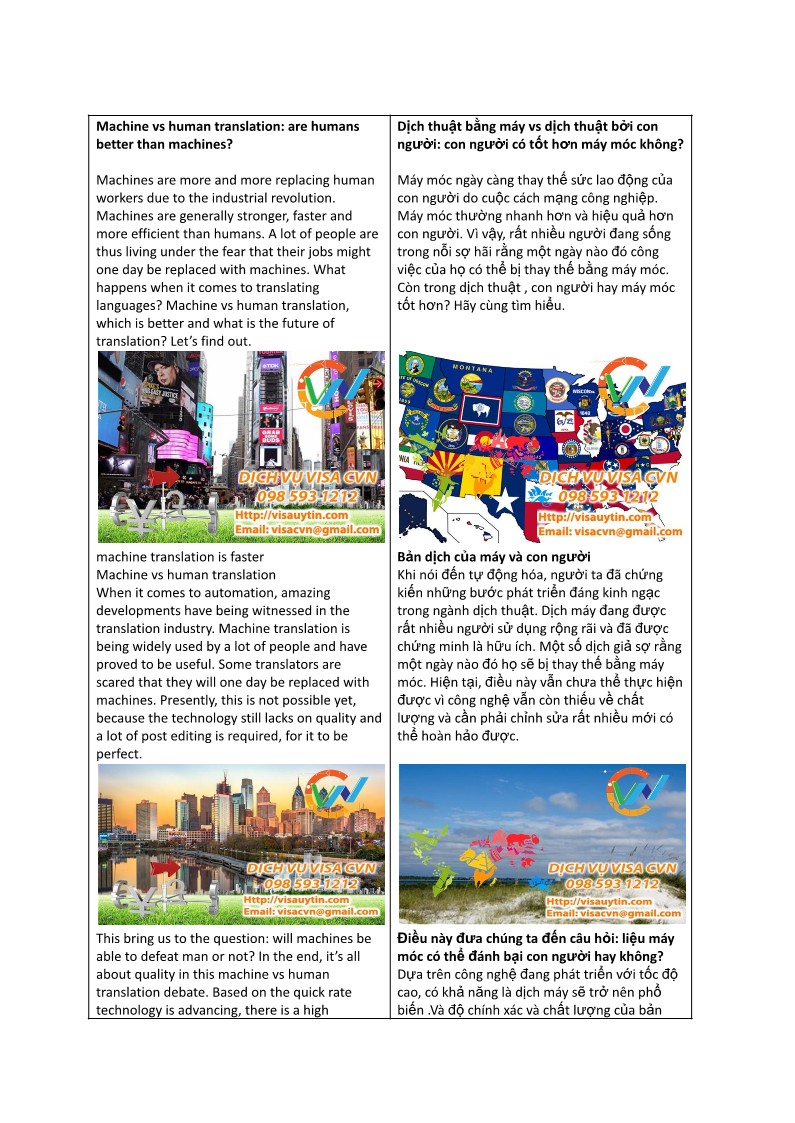 Machine vs human translation: are humans
better than machines?
Machines are more and more replacing human
workers due to the industrial revolution.
Machines are generally stronger, faster and
more efficient than humans. A lot of people are
thus living under the fear that their jobs might
one day be replaced with machines. What
happens when it comes to translating
languages? Machine vs human translation,
which is better and what is the future of
translation? Let’s find out.
DỊCH VỤ VISA CVN
098 593 1212
Http://visauytin.com
Email: visacvn@gmail.com
machine translation is faster
Machine vs human translation
When it comes to automation, amazing
developments have being witnessed in the
translation industry. Machine translation is
being widely used by a lot of people and have
proved to be useful. Some translators are
scared that they will one day be replaced with
machines. Presently, this is not possible yet,
because the technology still lacks on quality and
a lot of post editing is required, for it to be
perfect.
DỊCH VỤ VISA CVN
098 593 1212
Http://visauytin.com
Email: visacvn@gmail.com
This bring us to the question: will machines be
able to defeat man or not? In the end, it’s all
about quality in this machine vs human
translation debate. Based on the quick rate
technology is advancing, there is a high
Dịch thuật bằng máy vs dịch thuật bởi con
người: con người có tốt hơn máy móc không?
Máy móc ngày càng thay thế sức lao động của
con người do cuộc cách mạng công nghiệp.
Máy móc thường nhanh hơn và hiệu quả hơn
con người. Vì vậy, rất nhiều người đang sống
trong nỗi sợ hãi rằng một ngày nào đó công
việc của họ có thể bị thay thế bằng máy móc.
Còn trong dịch thuật , con người hay máy móc
tốt hơn? Hãy cùng tìm hiểu.
MONTANA
DỊCH VỤ VISA CVN
098 593 1212
Http://visauytin.com
Email: visacvn@gmail.com
Bản dịch của máy và con người
Khi nói đến tự động hóa, người ta đã chứng
kiến những bước phát triển đáng kinh ngạc
trong ngành dịch thuật. Dịch máy đang được
rất nhiều người sử dụng rộng rãi và đã được
chứng minh là hữu ích. Một số dịch giả sợ rằng
một ngày nào đó họ sẽ bị thay thế bằng máy
móc. Hiện tại, điều này vẫn chưa thể thực hiện
được vì công nghệ vẫn còn thiếu về chất
lượng và cần phải chỉnh sửa rất nhiều mới có
thể hoàn hảo được.
DỊCH VỤ VISA CVN
098 593 1212
Http://visauytin.com
Email: visacvn@gmail.com
Điều này đưa chúng ta đến câu hỏi: liệu máy
móc có thể đánh bại con người hay không?
Dựa trên công nghệ đang phát triển với tốc độ
cao, có khả năng là dịch máy sẽ trở nên phổ
biến .Và độ chính xác và chất lượng của bản